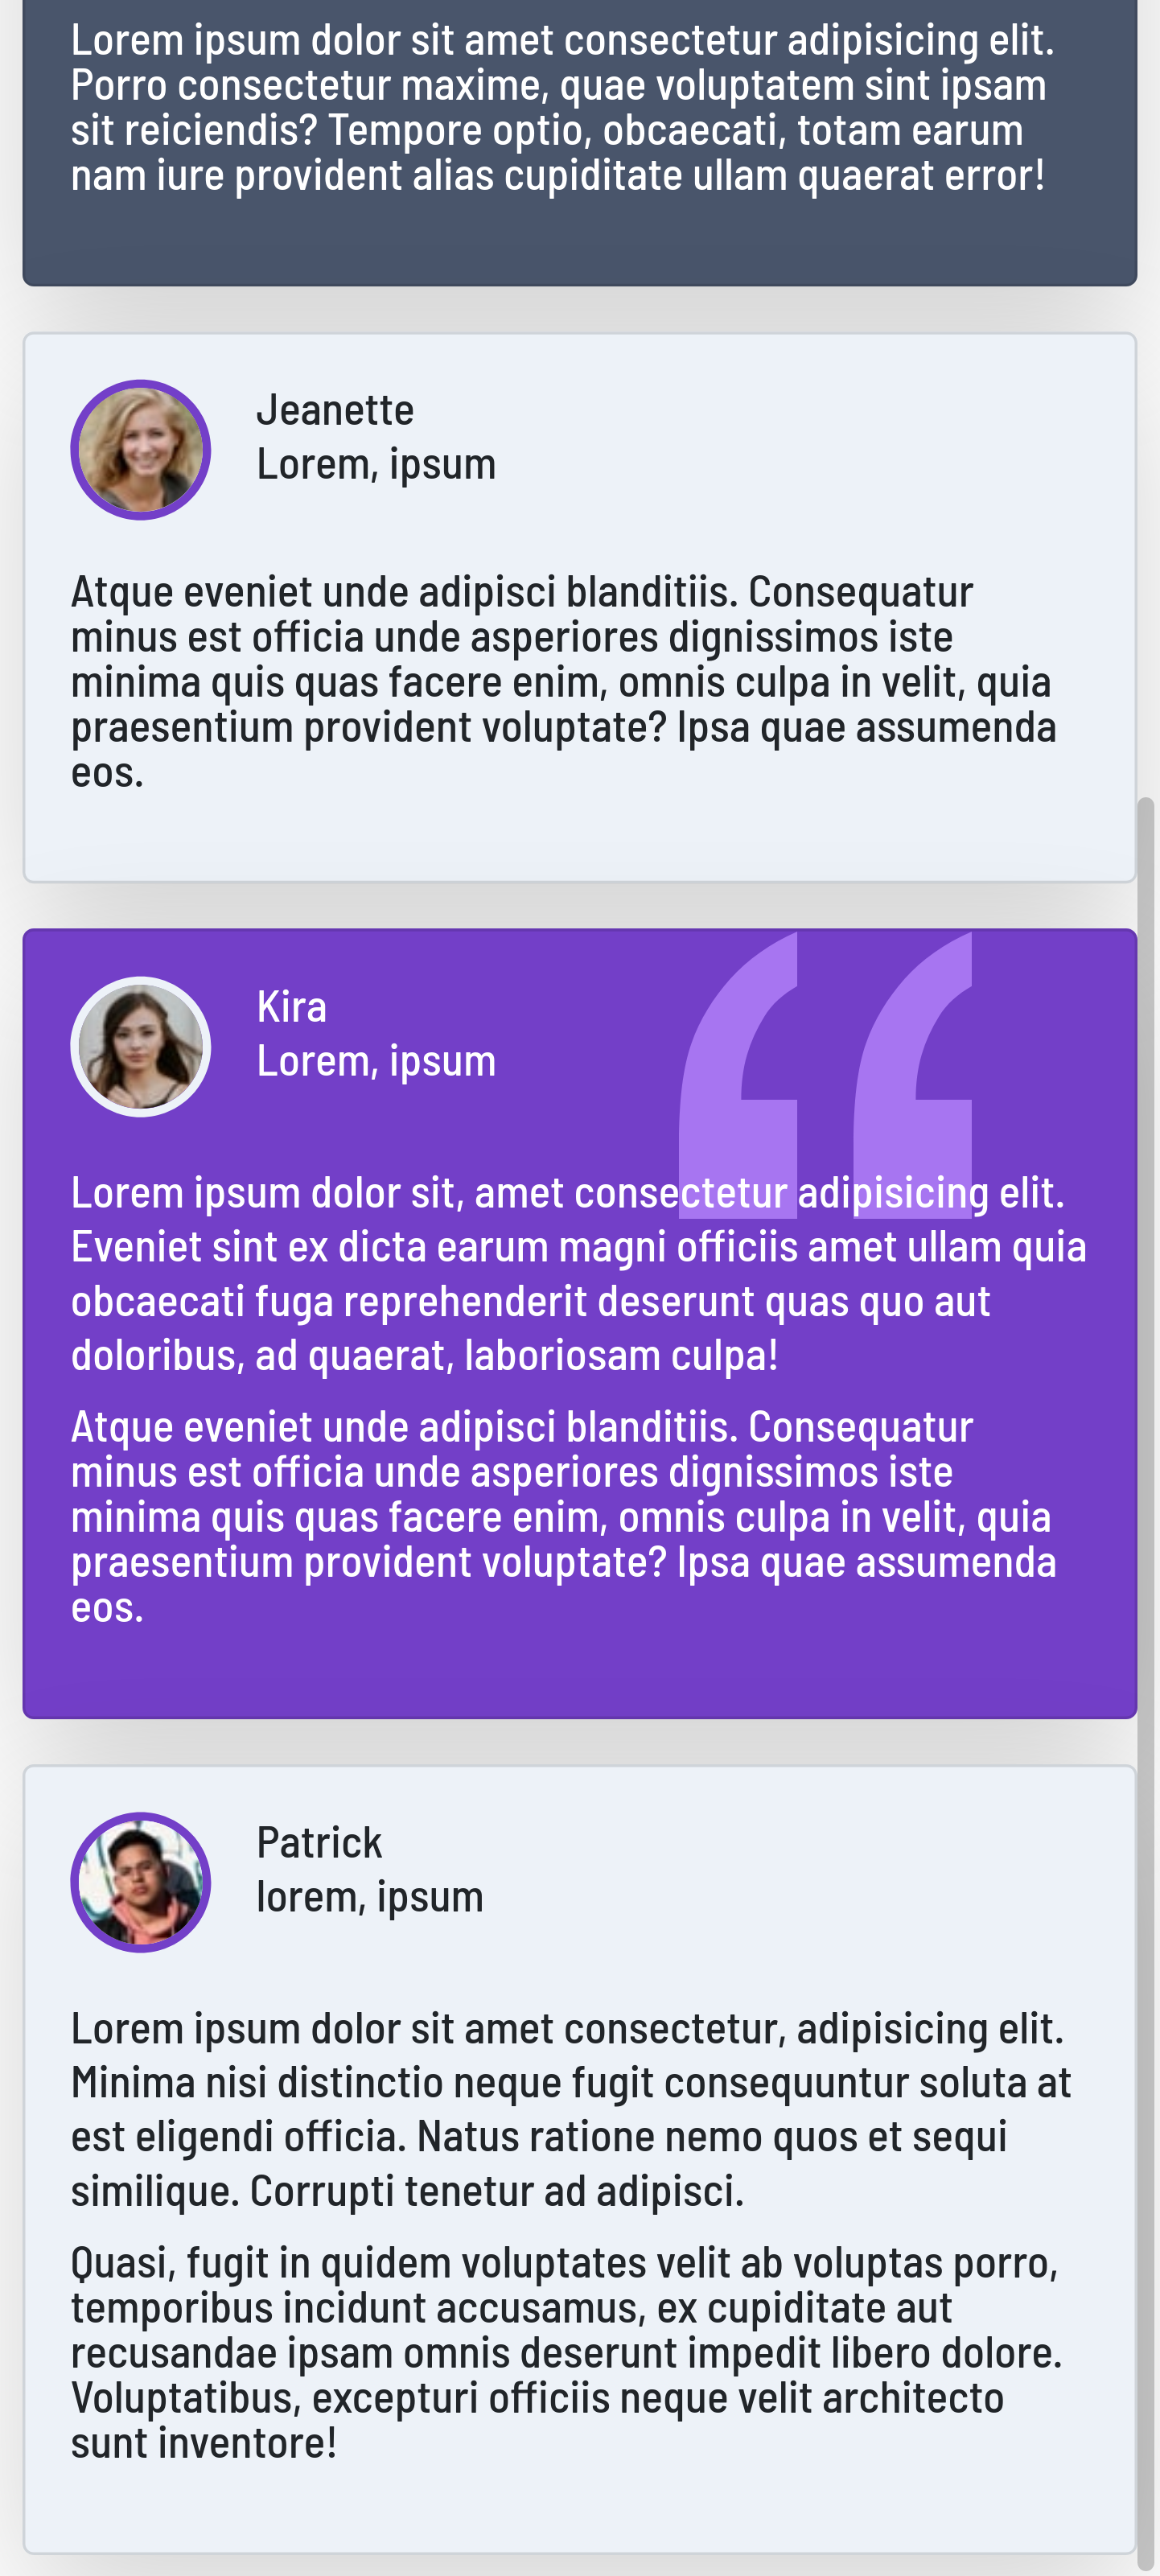 Lorem ipsum dolor sit amet consectetur adipisicing elit.
Porro consectetur maxime, quae voluptatem sint ipsam
sit reiciendis? Tempore optio, obcaecati, totam earum
nam iure provident alias cupiditate ullam quaerat error!
Jeanette
Lorem, ipsum
Atque eveniet unde adipisci blanditiis. Consequatur
minus est officia unde asperiores dignissimos iste
minima quis quas facere enim, omnis culpa in velit, quia
praesentium provident voluptate? Ipsa quae assumenda
eos.
Kira
Lorem, ipsum
Lorem ipsum dolor sit, amet consectetur adipisicing elit.
Eveniet sint ex dicta earum magni officiis amet ullam quia
obcaecati fuga reprehenderit deserunt quas quo aut
doloribus, ad quaerat, laboriosam culpa!
Atque eveniet unde adipisci blanditiis. Consequatur
minus est officia unde asperiores dignissimos iste
minima quis quas facere enim, omnis culpa in velit, quia
praesentium provident voluptate? Ipsa quae assumenda
eos.
Patrick
lorem, ipsum
Lorem ipsum dolor sit amet consectetur, adipisicing elit.
Minima nisi distinctio neque fugit consequuntur soluta at
est eligendi officia. Natus ratione nemo quos et sequi
similique. Corrupti tenetur ad adipisci.
Quasi, fugit in quidem voluptates velit ab voluptas porro,
temporibus incidunt accusamus, ex cupiditate aut
recusandae ipsam omnis deserunt impedit libero dolore.
Voluptatibus, excepturi officiis neque velit architecto
sunt inventore!